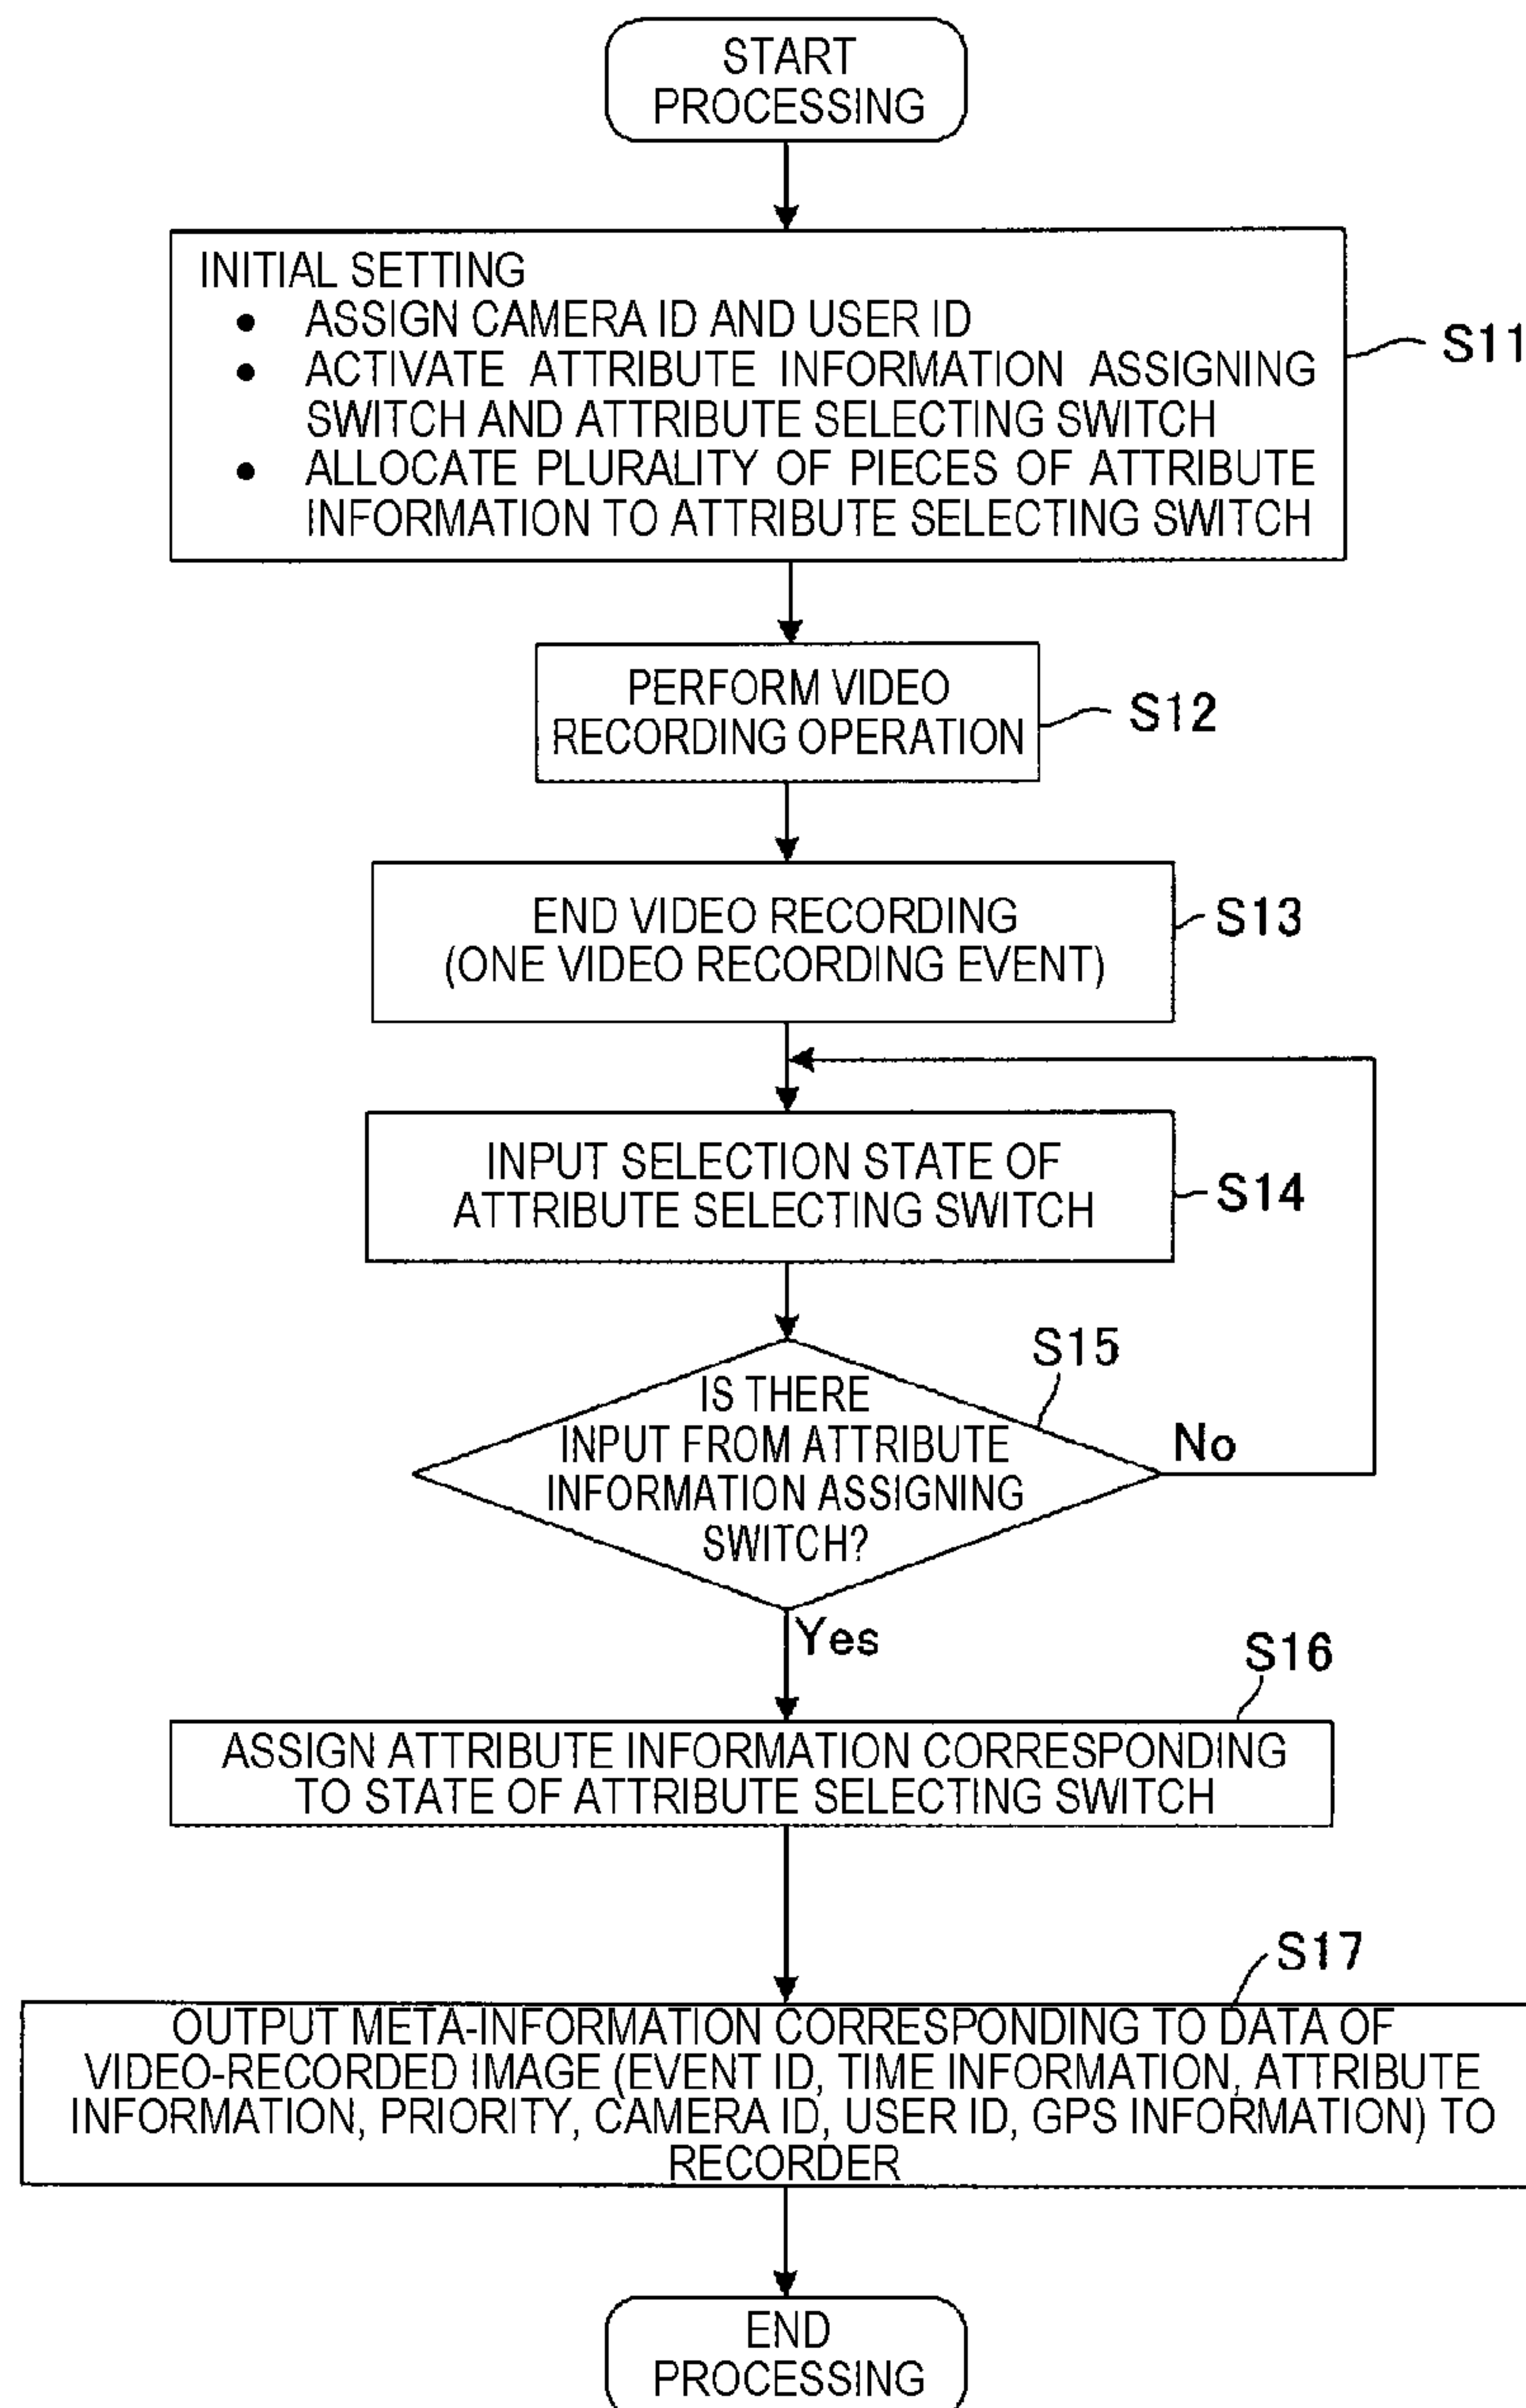 START
PROCESSING
INITIAL SETTING
● ASSIGN CAMERA ID AND USER ID
● ACTIVATE ATTRIBUTE INFORMATION ASSIGNING
SWITCH AND ATTRIBUTE SELECTING SWITCH
● ALLOCATE PLURALITY OF PIECES OF ATTRIBUTE
INFORMATION TO ATTRIBUTE SELECTING SWITCH
S11
PERFORM VIDEO
RECORDING OPERATION
S12
END VIDEO RECORDING
(ONE VIDEO RECORDING EVENT)
S13
INPUT SELECTION STATE OF
ATTRIBUTE SELECTING SWITCH
S14
S15
IS THERE
INPUT FROM ATTRIBUTE
INFORMATION ASSIGNING
SWITCH?
No
Yes
S16
ASSIGN ATTRIBUTE INFORMATION CORRESPONDING
TO STATE OF ATTRIBUTE SELECTING SWITCH
S17
OUTPUT META-INFORMATION CORRESPONDING TO DATA OF
VIDEO-RECORDED IMAGE (EVENT ID, TIME INFORMATION, ATTRIBUTE
INFORMATION, PRIORITY, CAMERA ID, USER ID, GPS INFORMATION) TO
RECORDER
END
PROCESSING